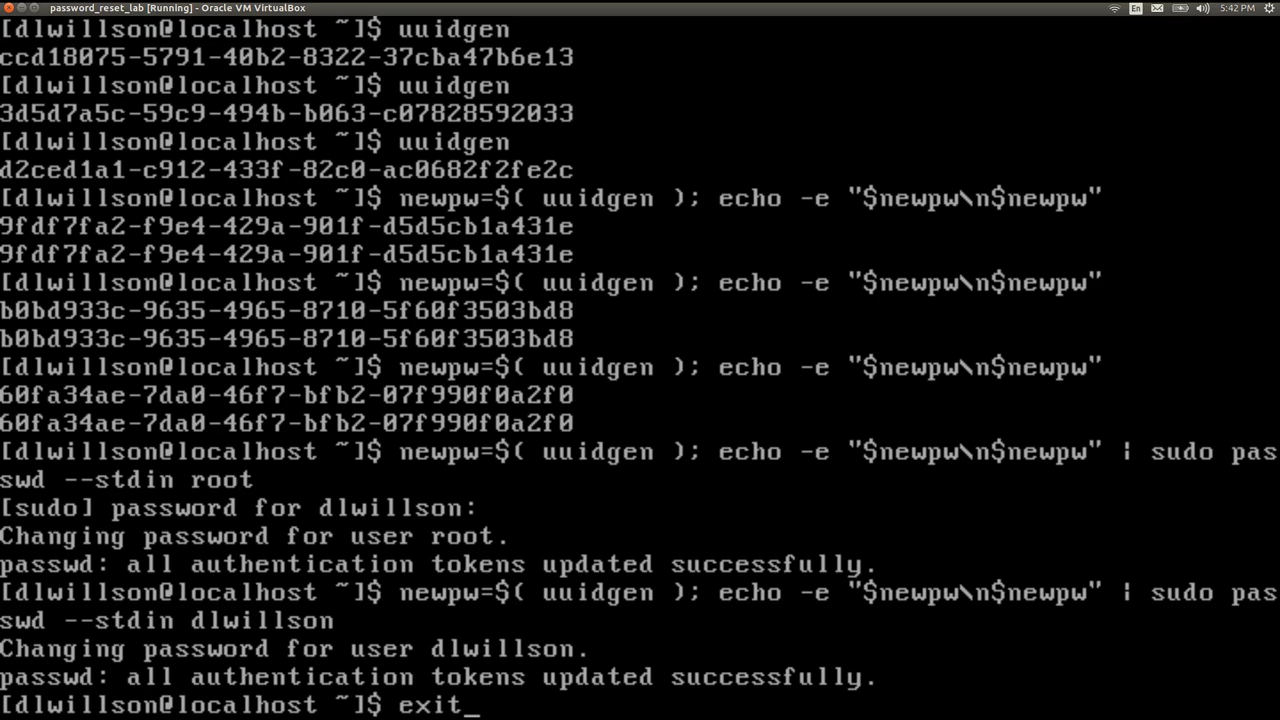 password_reset_lab [Running] - Oracle VM VirtualBox
En
5:42 PM
[dlwillson@localhost ~]$ uuidgen
ccd18075-5791-40b2-8322-37cba47b6e13
[dlwillson@localhost ~]$ uuidgen
3d5d7a5c-59c9-494b-b063-c07828592033
[dlwillson@localhost ~]$ uuidgen
d2ced1a1-c912-433f-82c0-ac0682f2fe2c
[dlwillson@localhost ~]$ newpw=$( uuidgen ); echo -e "$newpw\n$newpw"
9fdf7fa2-f9e4-429a-901f-d5d5cb1a431e
9fdf7fa2-f9e4-429a-901f-d5d5cb1a431e
[dlwillson@localhost ~]$ newpw=$( uuidgen ); echo -e "$newpw\n$newpw"
b0bd933c-9635-4965-8710-5f60f3503bd8
b0bd933c-9635-4965-8710-5f60f3503bd8
[dlwillson@localhost ~]$ newpw=$( uuidgen ); echo -e "$newpw\n$newpw"
60fa34ae-7da0-46f7-bfb2-07f990f0a2f0
60fa34ae-7da0-46f7-bfb2-07f990f0a2f0
[dlwillson@localhost ~]$ newpw=$( uuidgen ); echo -e "$newpw\n$newpw" | sudo pas
swd --stdin root
[sudo] password for dlwillson:
Changing password for user root.
passwd: all authentication tokens updated successfully.
[dlwillson@localhost ~]$ newpw=$( uuidgen ); echo -e "$newpw\n$newpw" | sudo pas
swd --stdin dlwillson
Changing password for user dlwillson.
passwd: all authentication tokens updated successfully.
[dlwillson@localhost ~]$ exit_